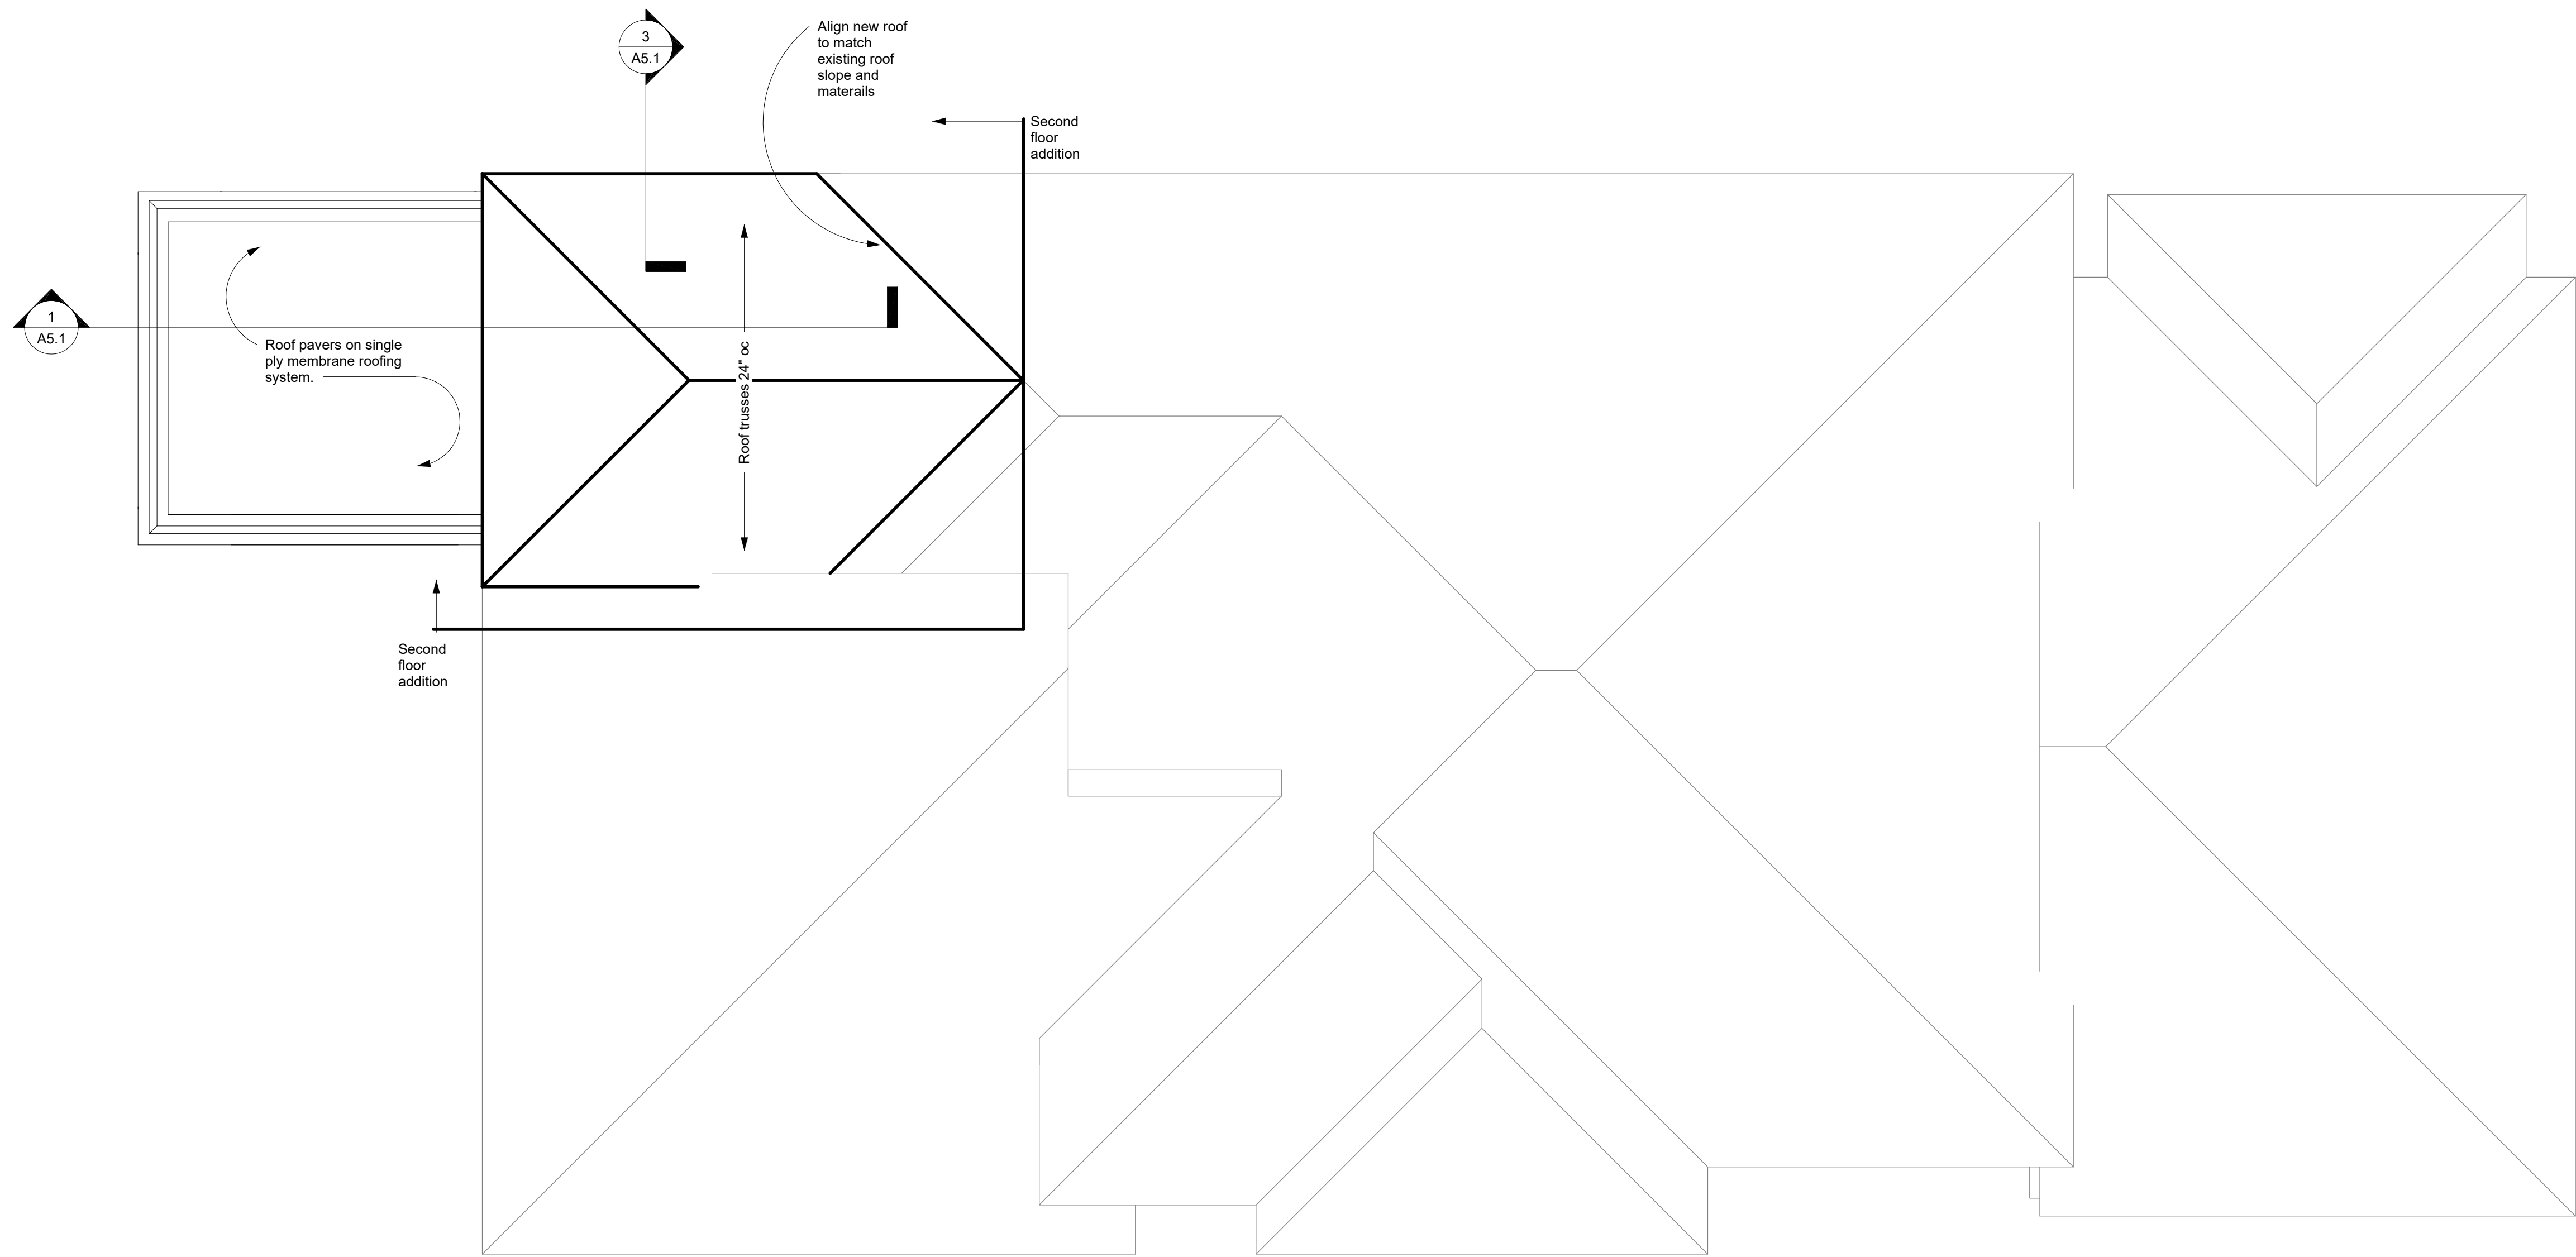 3
A5.1
Align new roof
to match
existing roof
slope and
materails
Second
floor
addition
1
A5.1
Roof pavers on single
ply membrane roofing
system.
Roof trusses 24" oc
Second
floor
addition